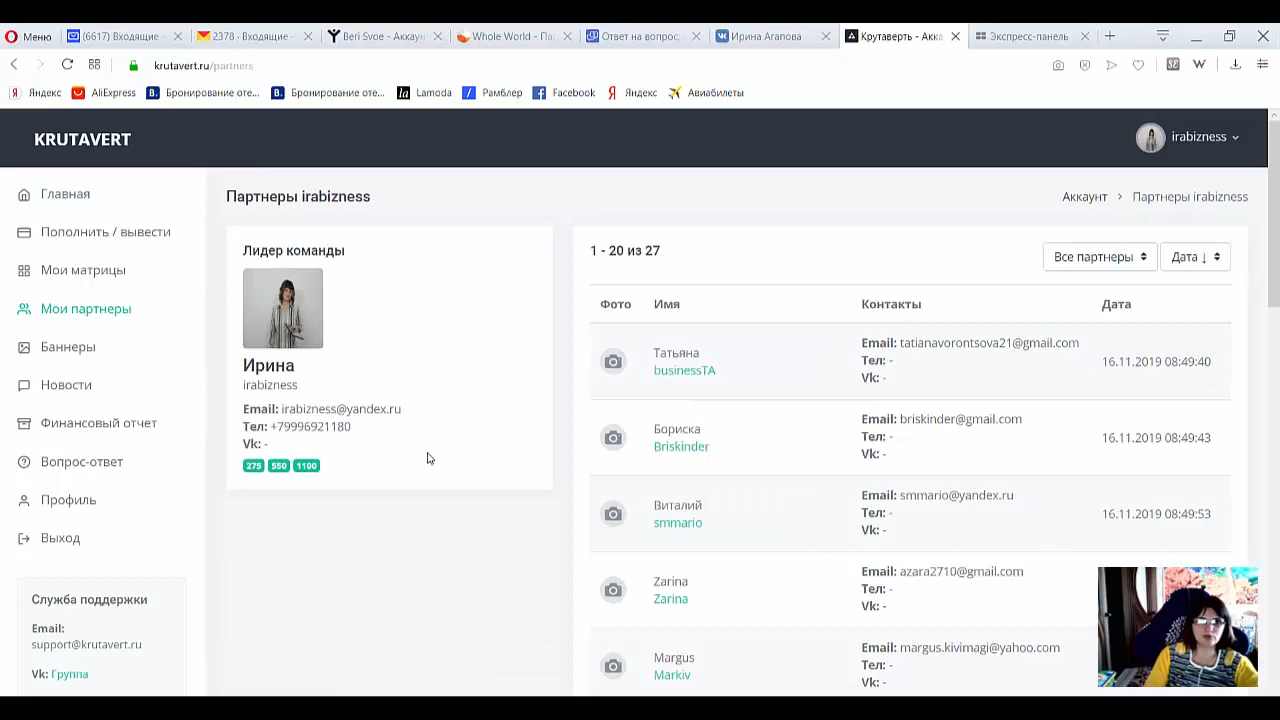 Меню
(6617) Входящие -
2378 · Входящие -
Beri Svoe - Аккаун
Whole World - Па
Ответ на вопрос.
Ирина Агапова
Крутаверть - Акка
Экспресс-панель
krutavert.ru/partners
Яндекс
AliExpress
Бронирование оте...
Бронирование оте...
Lamoda
Рамблер
Facebook
Яндекс
Авиабилеты
KRUTAVERT
irabizness
Главная
Пополнить / вывести
Мои матрицы
Мои партнеры
Баннеры
Новости
Финансовый отчет
Вопрос-ответ
Профиль
Выход
Служба поддержки
Email:
support@krutavert.ru
Vk: Группа
Партнеры irabizness
Аккаунт > Партнеры irabizness
Лидер команды
Ирина
irabizness
Email: irabizness@yandex.ru
Тел: +79996921180
Vk: -
275 550 1100
1 - 20 из 27
Все партнеры
Дата ↓
Фото Имя Контакты Дата
Татьяна
businessTA
Email: tatianavorontsova21@gmail.com
Тел: -
Vk: -
16.11.2019 08:49:40
Бориска
Briskinder
Email: briskinder@gmail.com
Тел: -
Vk: -
16.11.2019 08:49:43
Виталий
smmario
Email: smmario@yandex.ru
Тел: -
Vk: -
16.11.2019 08:49:53
Zarina
Zarina
Email: azara2710@gmail.com
Тел: -
Vk: -
Margus
Markiv
Email: margus.kivimagi@yahoo.com
Тел: -
Vk: -